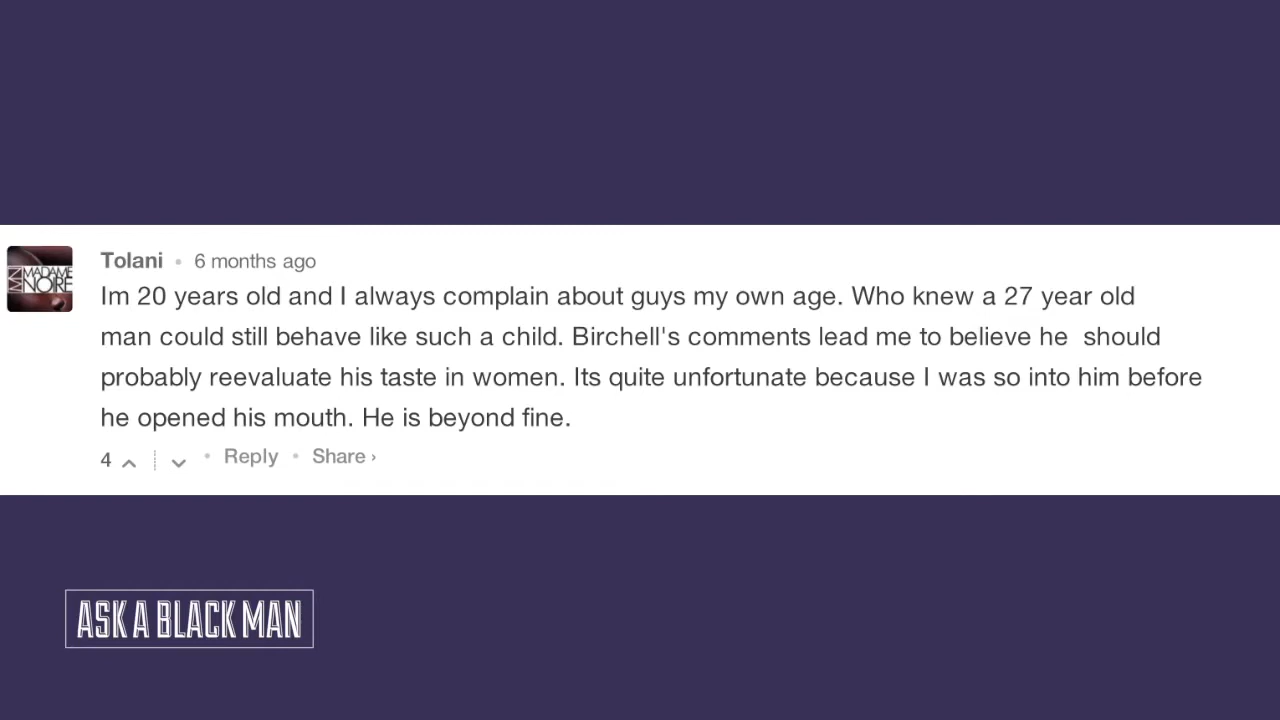 Tolani • 6 months ago
Im 20 years old and I always complain about guys my own age. Who knew a 27 year old
man could still behave like such a child. Birchell's comments lead me to believe he  should
probably reevaluate his taste in women. Its quite unfortunate because I was so into him before
he opened his mouth. He is beyond fine.
4 • Reply • Share ›
MN MADAME
NOIRE
ASK A BLACK MAN